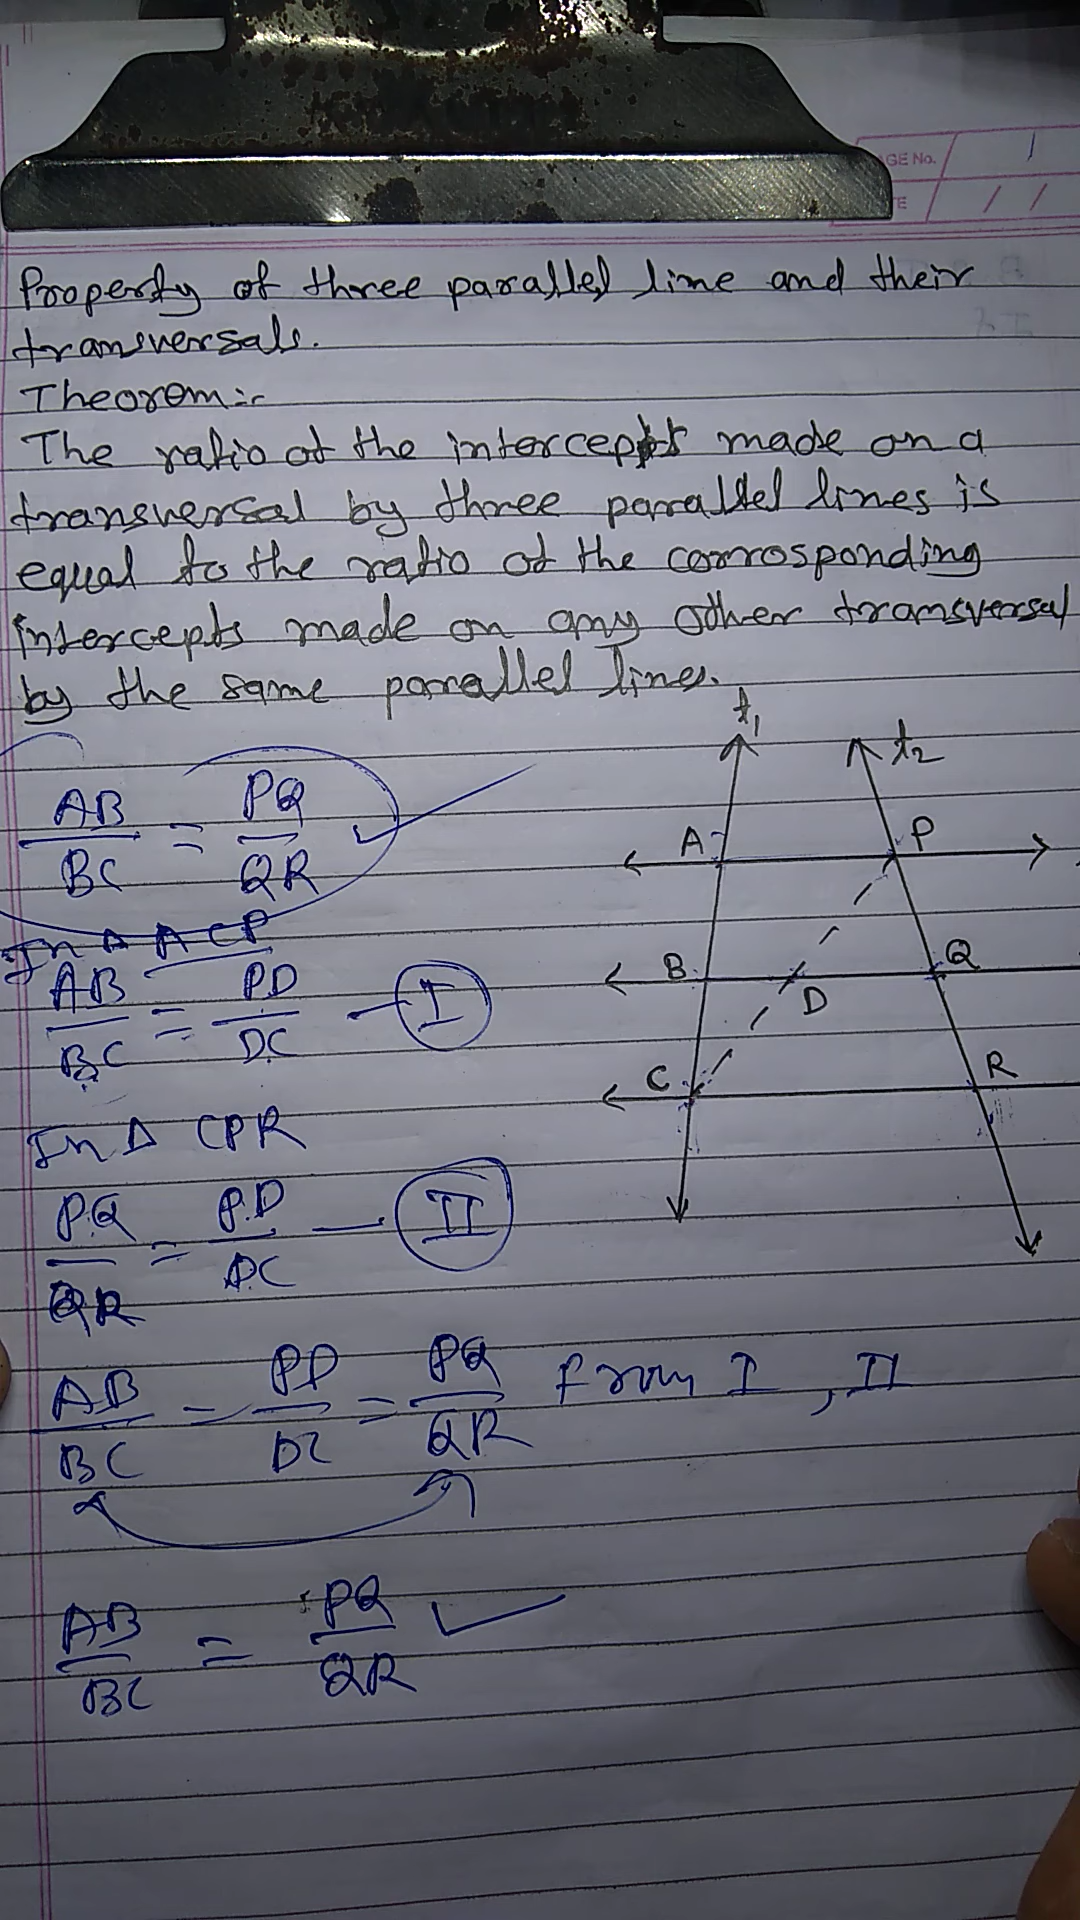 GE No. 1
TE / /
Property of three parallel line and their
transversals.
Theorem:-
The ratio of the intercepts made on a
transversal by three parallel lines is
equal to the ratio of the corrosponding
intercepts made on any other transversal
by the same parallel lines.
t1 t2
AB/BC = PQ/QR
A P
In Δ ACP
AB/BC = PD/DC — I
B D Q
C R
In Δ CPR
PQ/QR = PD/DC — II
AB/BC = PD/DC = PQ/QR from I, II
AB/BC = PQ/QR